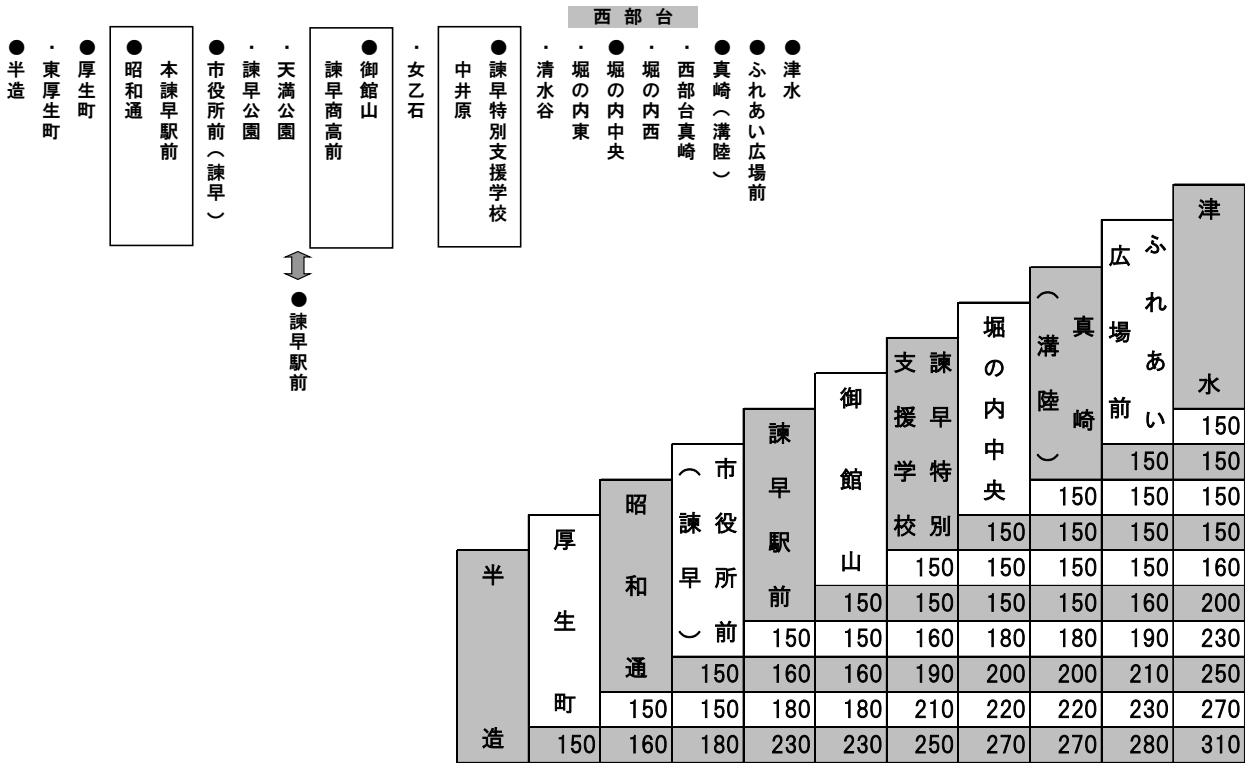 西部台
●半造
・東厚生町
●厚生町
●昭和通
本諫早駅前
●市役所前(諫早)
・諫早公園
・天満公園
諫早商高前
●御館山
・女乙石
中井原
●諫早特別支援学校
・清水谷
・堀の内東
●堀の内中央
・堀の内西
・西部台真崎
●真崎(溝陸)
●ふれあい広場前
●津水
●諫早駅前
津水
ふれあい広場前 150
真崎(溝陸) 150 150
堀の内中央 150 150 150
諫早特別支援学校 150 150 150 150
御館山 150 150 150 150 160
諫早駅前 150 150 150 150 160 200
市役所前(諫早) 150 150 160 180 180 190 230
昭和通 150 160 160 190 200 200 210 250
厚生町 150 150 180 180 210 220 220 230 270
半造 150 160 180 230 230 250 270 270 280 310